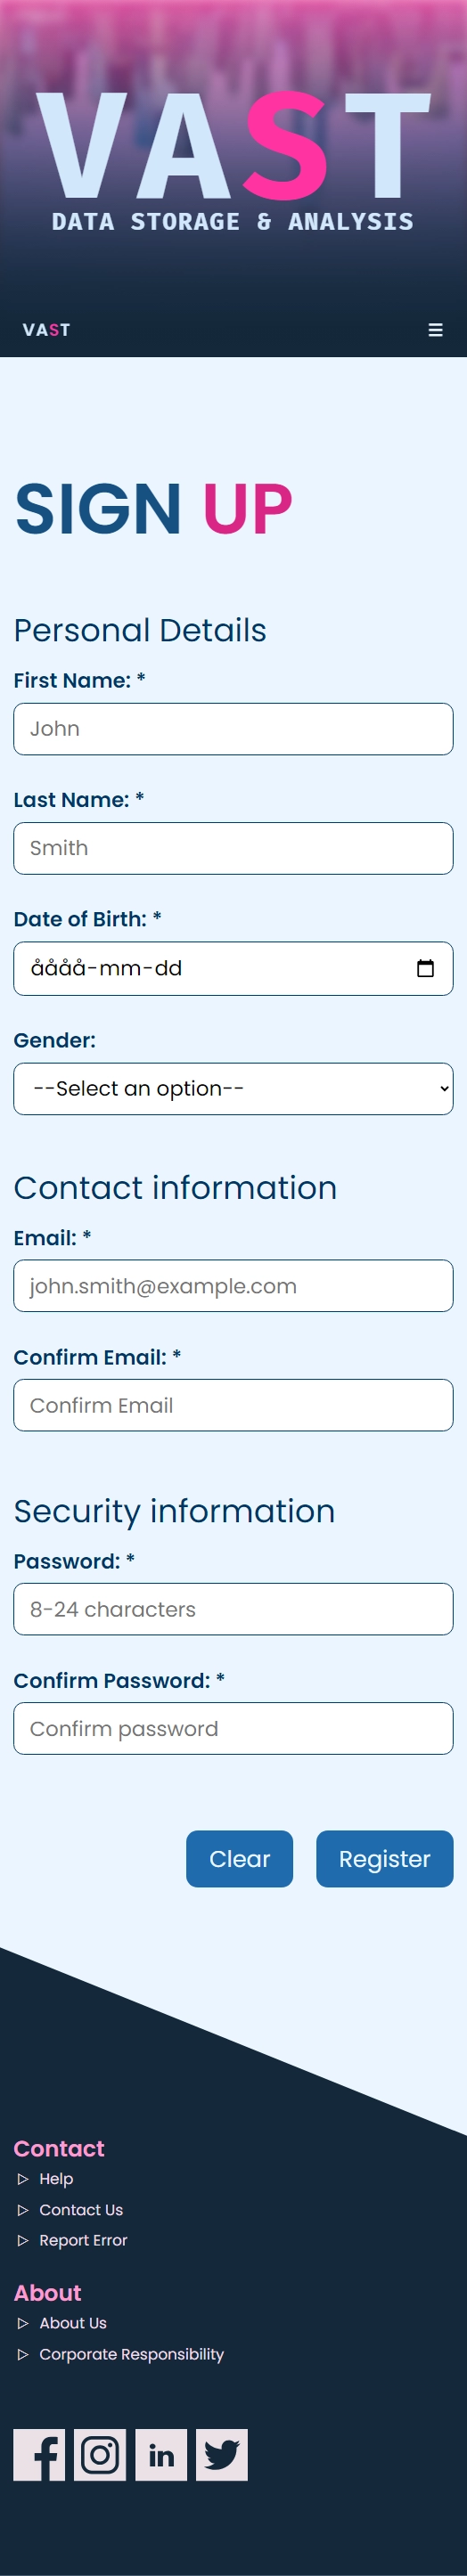 VAST
DATA STORAGE & ANALYSIS
VAST
SIGN UP
Personal Details
First Name: *
John
Last Name: *
Smith
Date of Birth: *
åååå-mm-dd
Gender:
--Select an option--
Contact information
Email: *
john.smith@example.com
Confirm Email: *
Confirm Email
Security information
Password: *
8-24 characters
Confirm Password: *
Confirm password
Clear Register
Contact
Help
Contact Us
Report Error
About
About Us
Corporate Responsibility